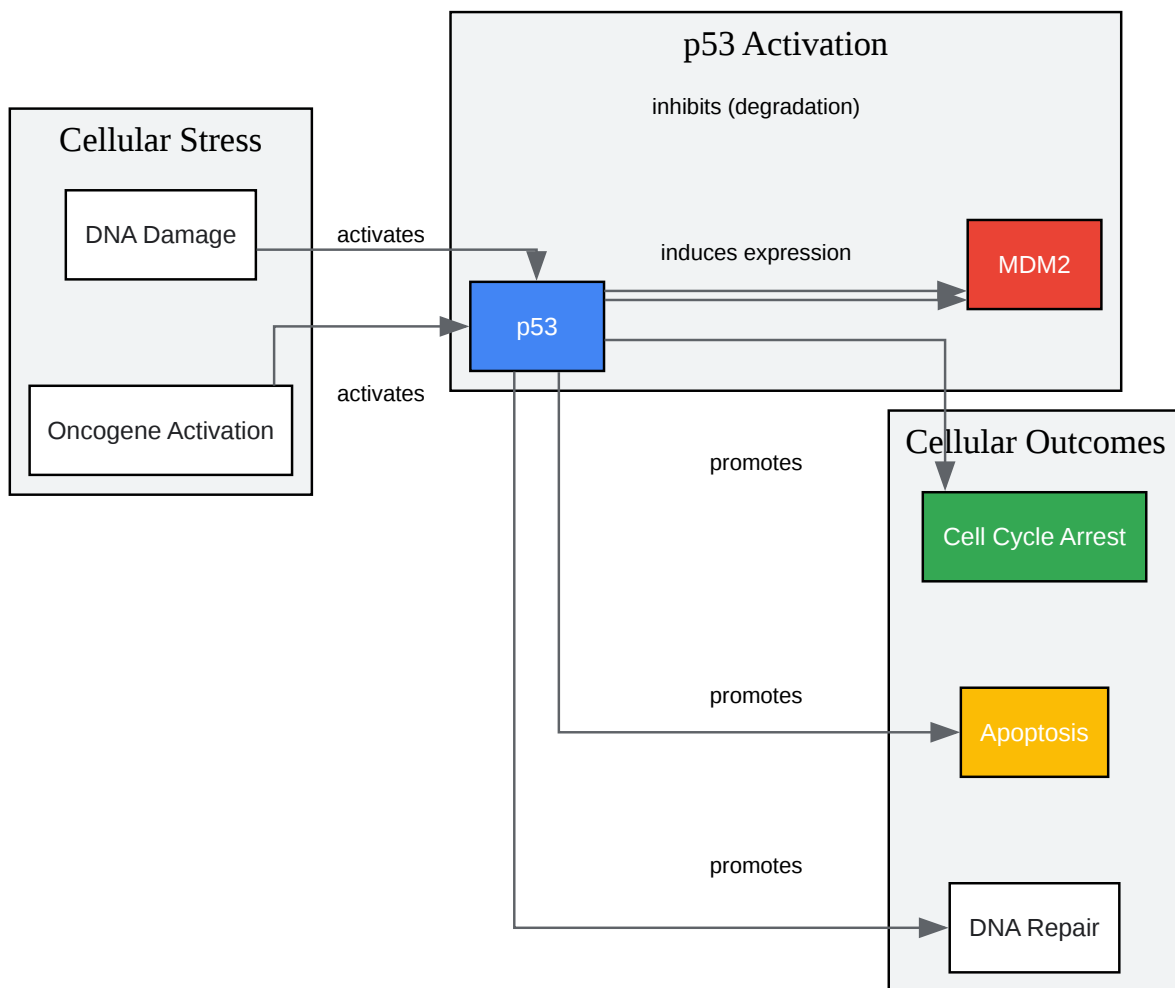 p53 Activation
inhibits (degradation)
Cellular Stress
DNA Damage
activates
induces expression
MDM2
p53
activates
Oncogene Activation
Cellular Outcomes
promotes
Cell Cycle Arrest
promotes
Apoptosis
promotes
DNA Repair